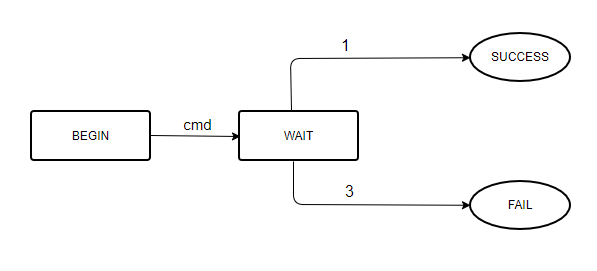 1
SUCCESS
BEGIN
cmd
WAIT
3
FAIL